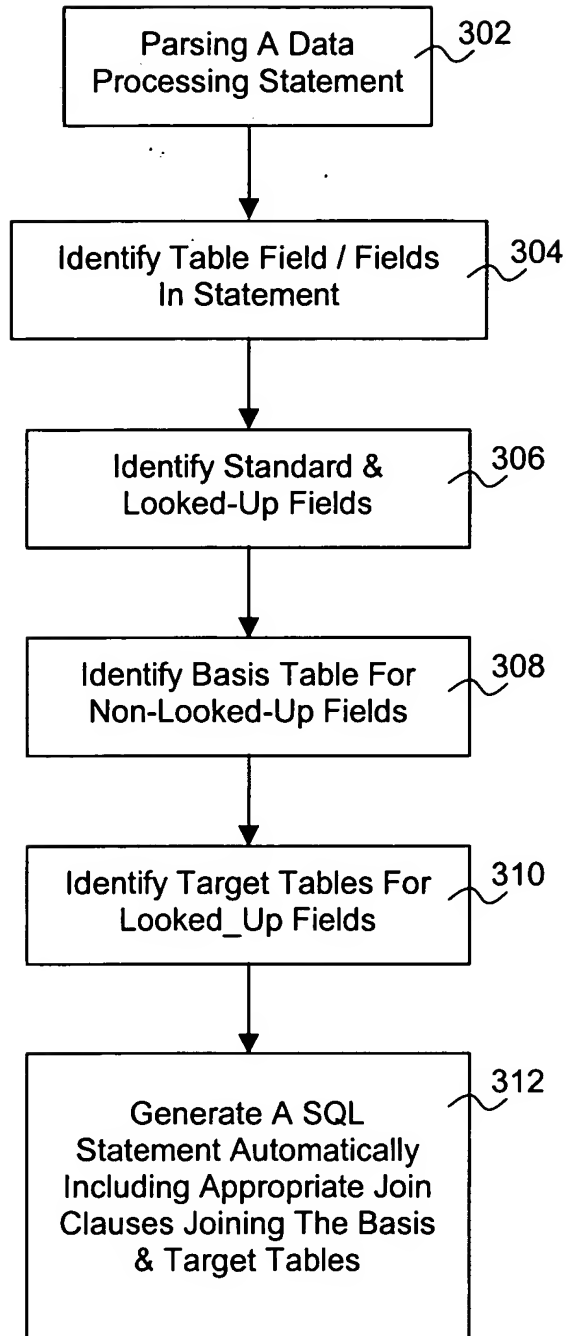 Parsing A Data
Processing Statement
302
Identify Table Field / Fields
In Statement
304
Identify Standard &
Looked-Up Fields
306
Identify Basis Table For
Non-Looked-Up Fields
308
Identify Target Tables For
Looked_Up Fields
310
Generate A SQL
Statement Automatically
Including Appropriate Join
Clauses Joining The Basis
& Target Tables
312